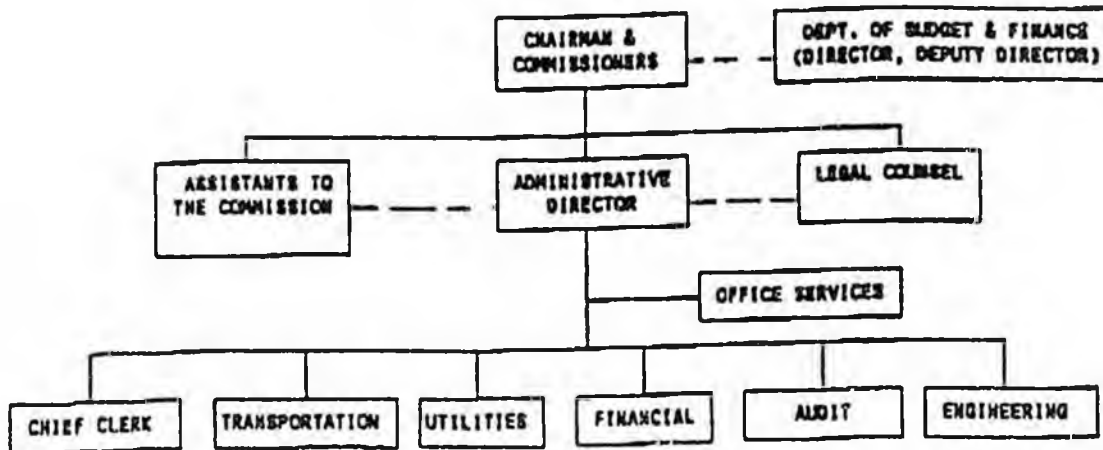 CHAIRMAN &
COMMISSIONERS
DEPT. OF BUDGET & FINANCE
(DIRECTOR, DEPUTY DIRECTOR)
ASSISTANTS TO
THE COMMISSION
ADMINISTRATIVE
DIRECTOR
LEGAL COUNSEL
OFFICE SERVICES
CHIEF CLERK
TRANSPORTATION
UTILITIES
FINANCIAL
AUDIT
ENGINEERING